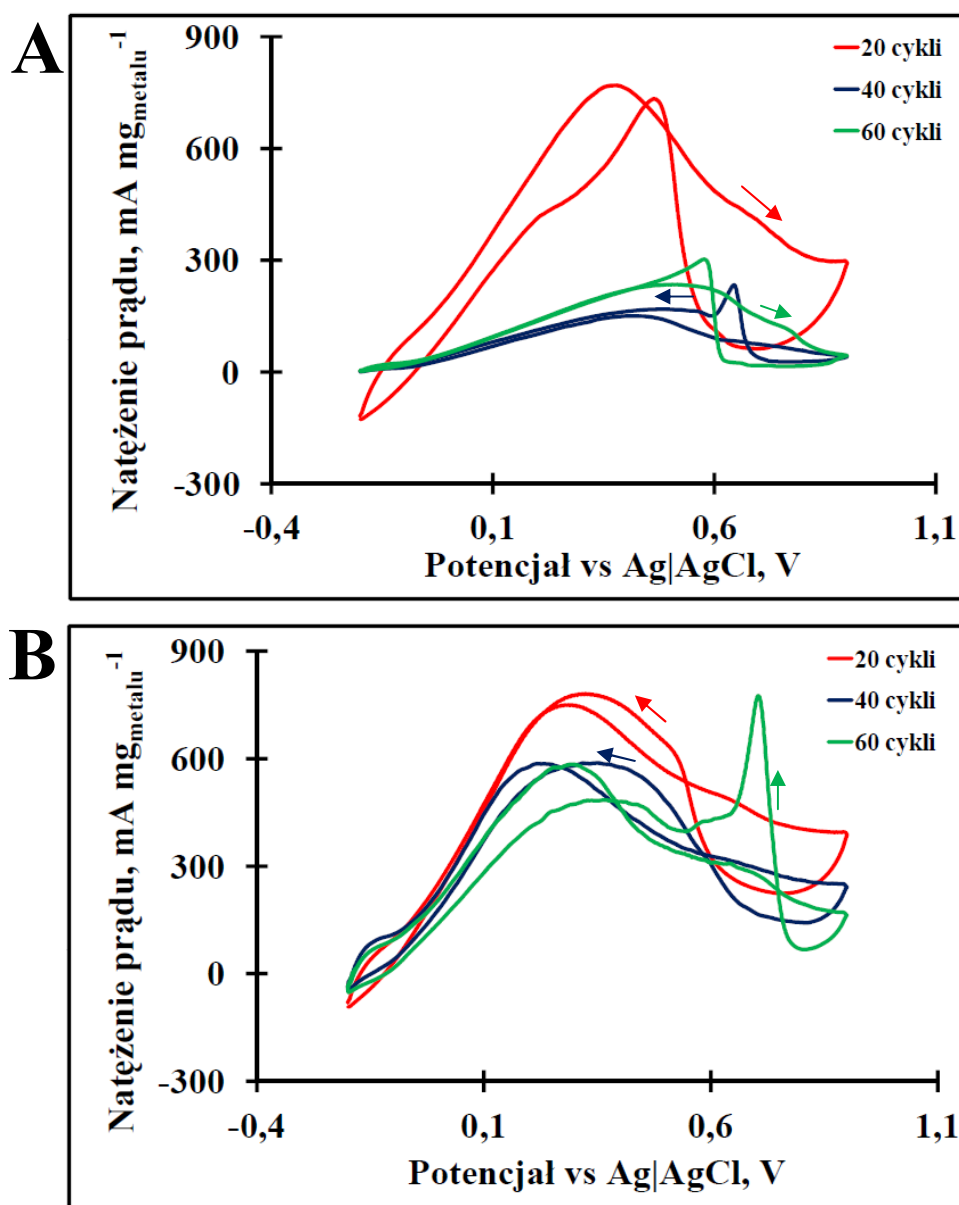 A
900
600
300
0
-300
-0,4
0,1
0,6
1,1
Natężenie prądu, mA mg_metalu^-1
Potencjał vs Ag|AgCl, V
20 cykli
40 cykli
60 cykli
B
900
600
300
0
-300
-0,4
0,1
0,6
1,1
Natężenie prądu, mA mg_metalu^-1
Potencjał vs Ag|AgCl, V
20 cykli
40 cykli
60 cykli